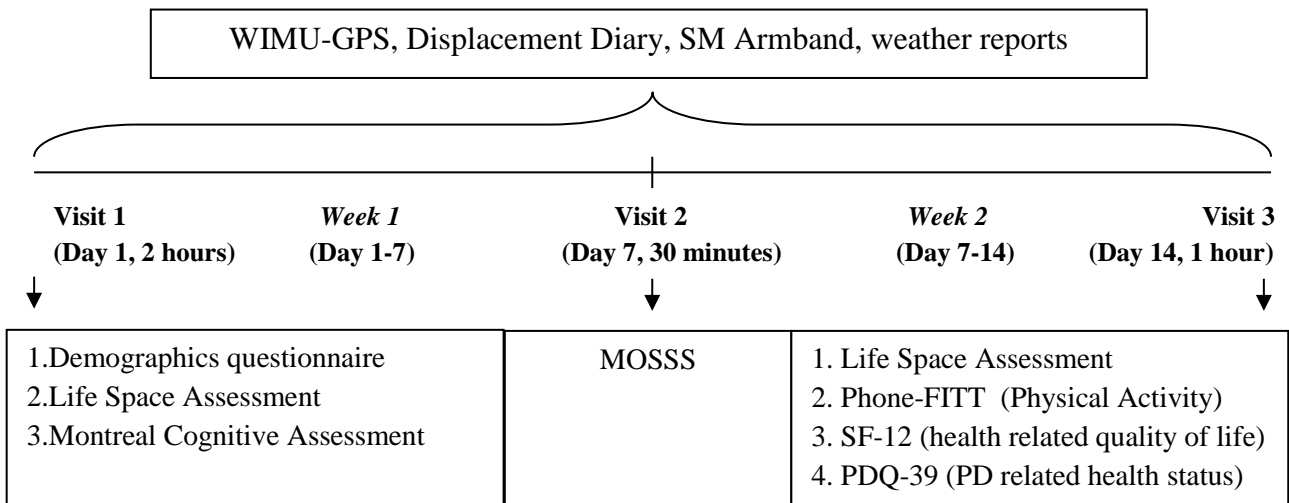 WIMU-GPS, Displacement Diary, SM Armband, weather reports
Visit 1
(Day 1, 2 hours)
Week 1
(Day 1-7)
Visit 2
(Day 7, 30 minutes)
Week 2
(Day 7-14)
Visit 3
(Day 14, 1 hour)
1.Demographics questionnaire
2.Life Space Assessment
3.Montreal Cognitive Assessment
MOSSS
1. Life Space Assessment
2. Phone-FITT (Physical Activity)
3. SF-12 (health related quality of life)
4. PDQ-39 (PD related health status)